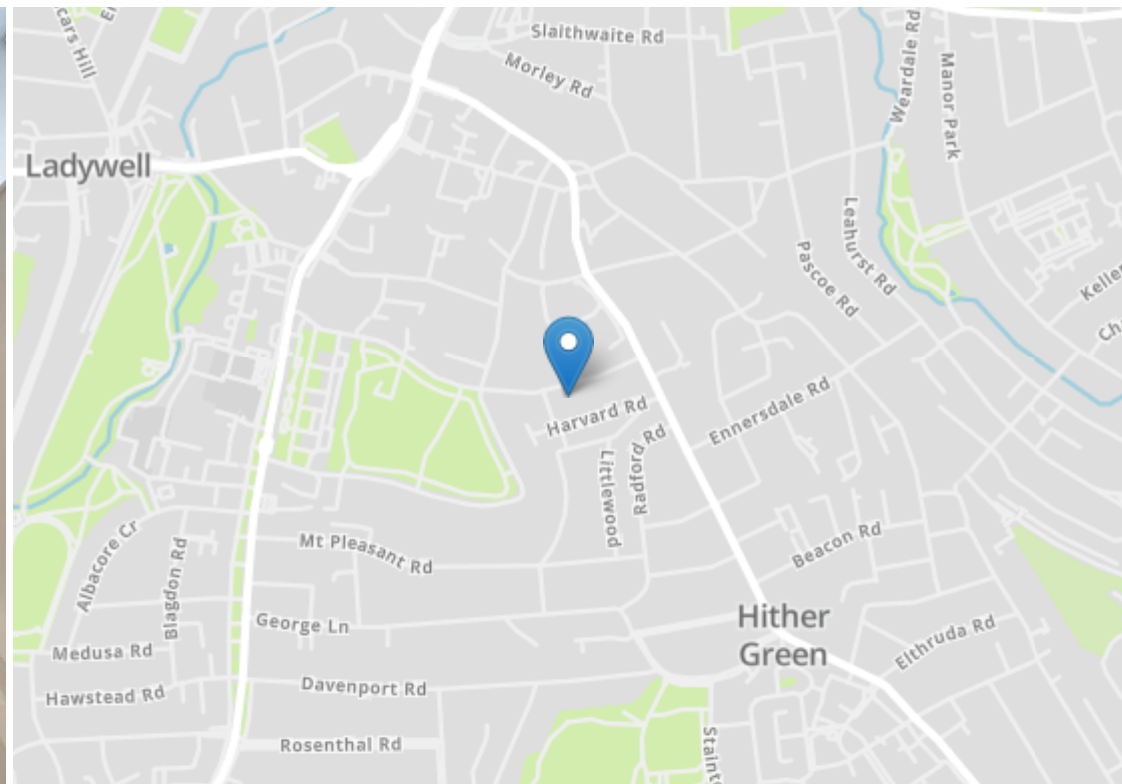 Slaithwaite Rd
Morley Rd
Weardale Rd
Manor Park
Ladywell
Leahurst Rd
Pascoe Rd
Harvard Rd
Ennersdale Rd
Radford Rd
Littlewood
Albacore Cr
Blagdon Rd
Mt Pleasant Rd
Beacon Rd
George Ln
Hither
Green
Elthruda Rd
Medusa Rd
Hawstead Rd
Davenport Rd
Rosenthal Rd